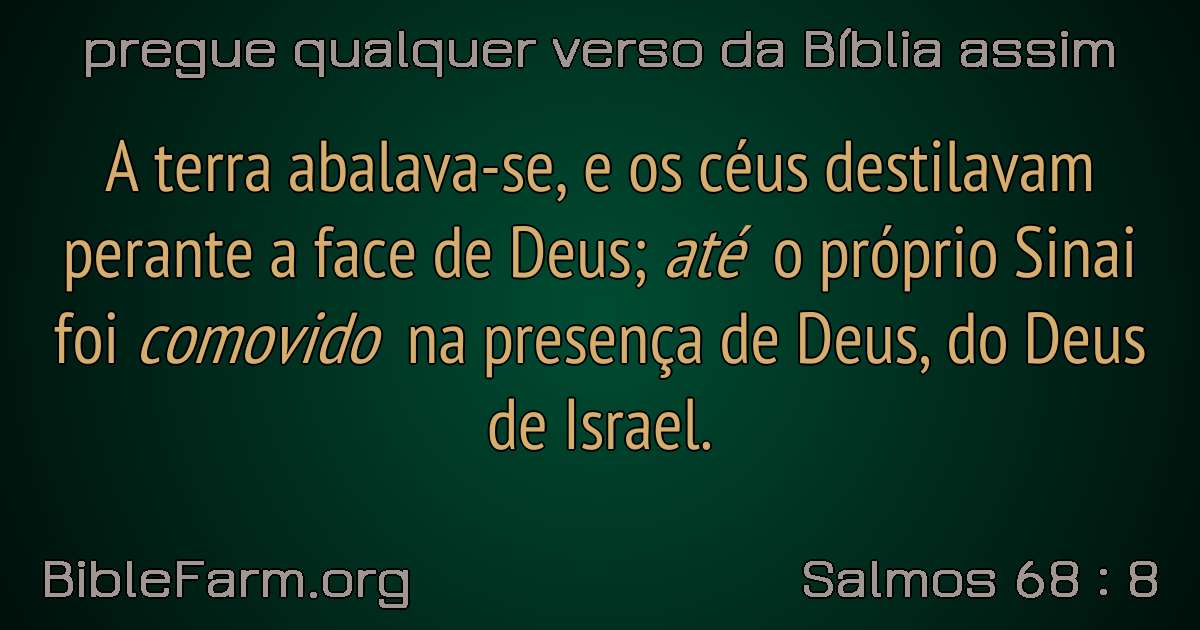 pregue qualquer verso da Bíblia assim
A terra abalava-se, e os céus destilavam
perante a face de Deus; até o próprio Sinai
foi comovido na presença de Deus, do Deus
de Israel.
BibleFarm.org
Salmos 68 : 8